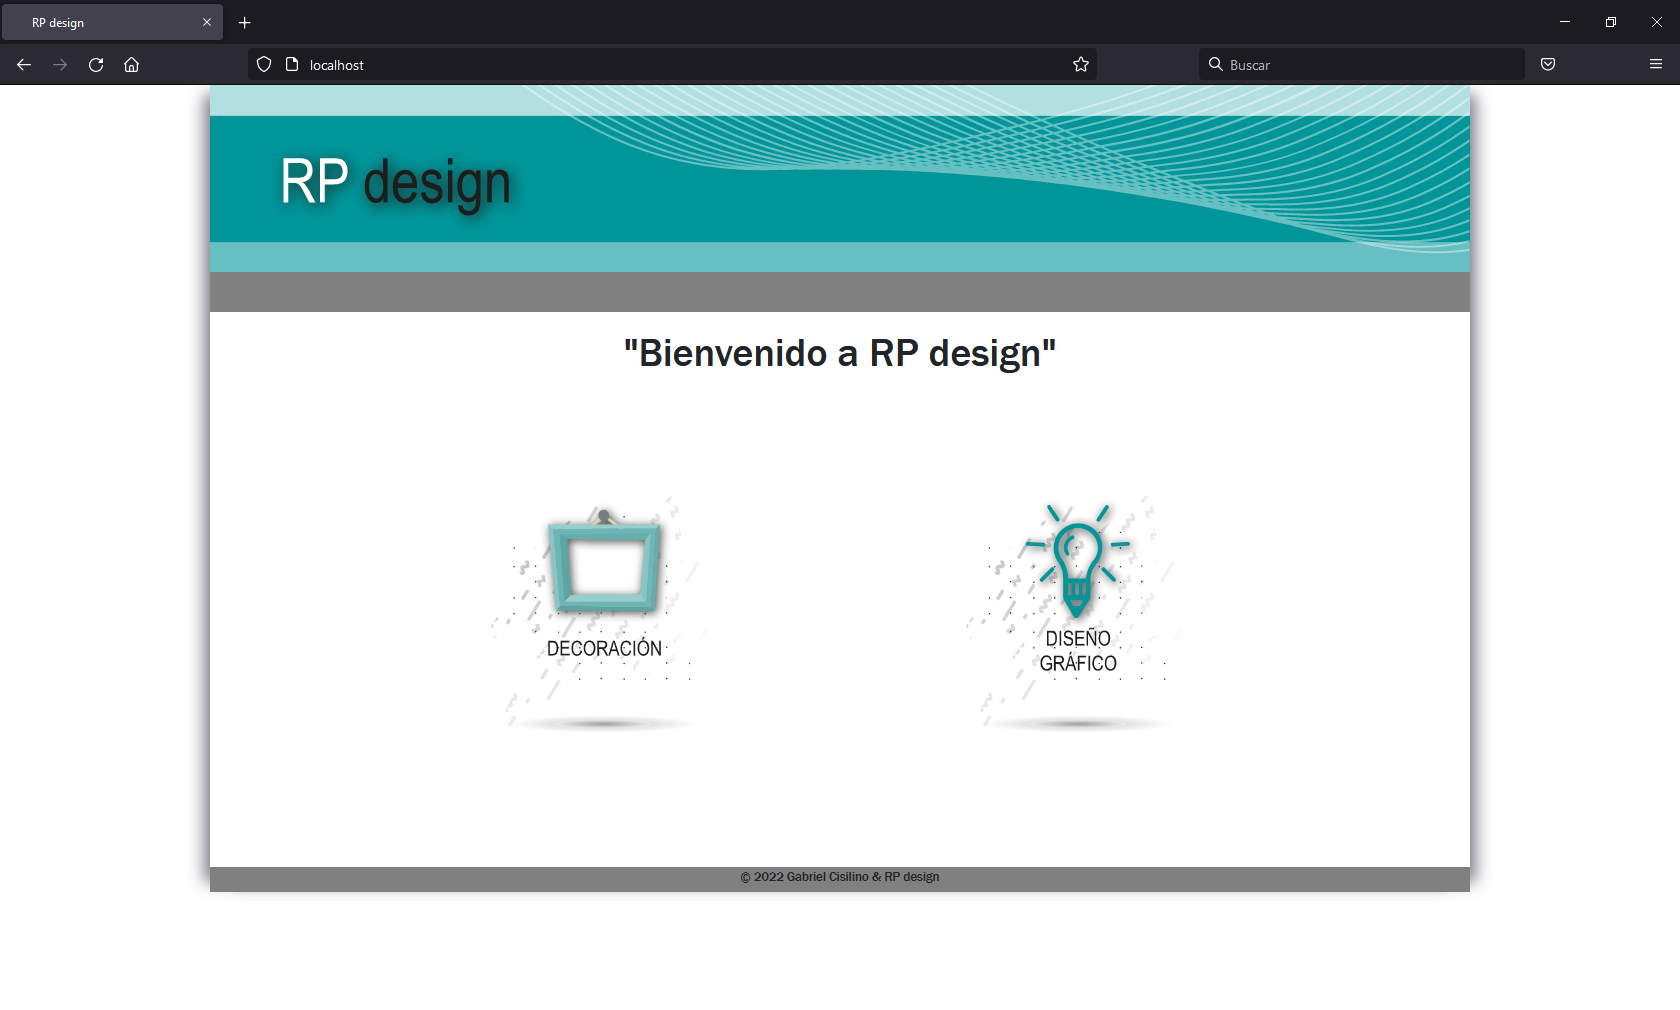 RP design
localhost
Buscar
RP design
"Bienvenido a RP design"
DECORACIÓN
DISEÑO
GRÁFICO
© 2022 Gabriel Cisilino & RP design